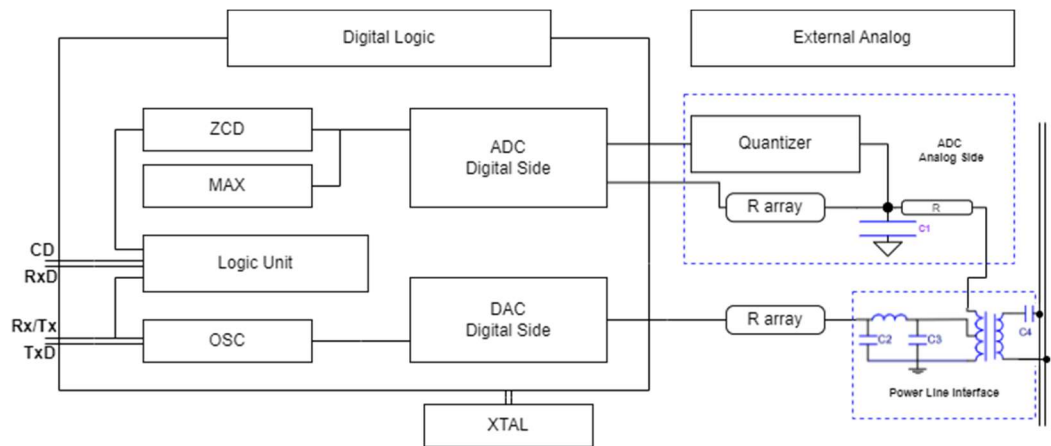 Digital Logic
External Analog
ZCD
MAX
ADC
Digital Side
Quantizer
ADC
Analog Side
R array
R
C1
CD
RxD
Logic Unit
Rx/Tx
TxD
OSC
DAC
Digital Side
R array
C2
C3
C4
Power Line Interface
XTAL